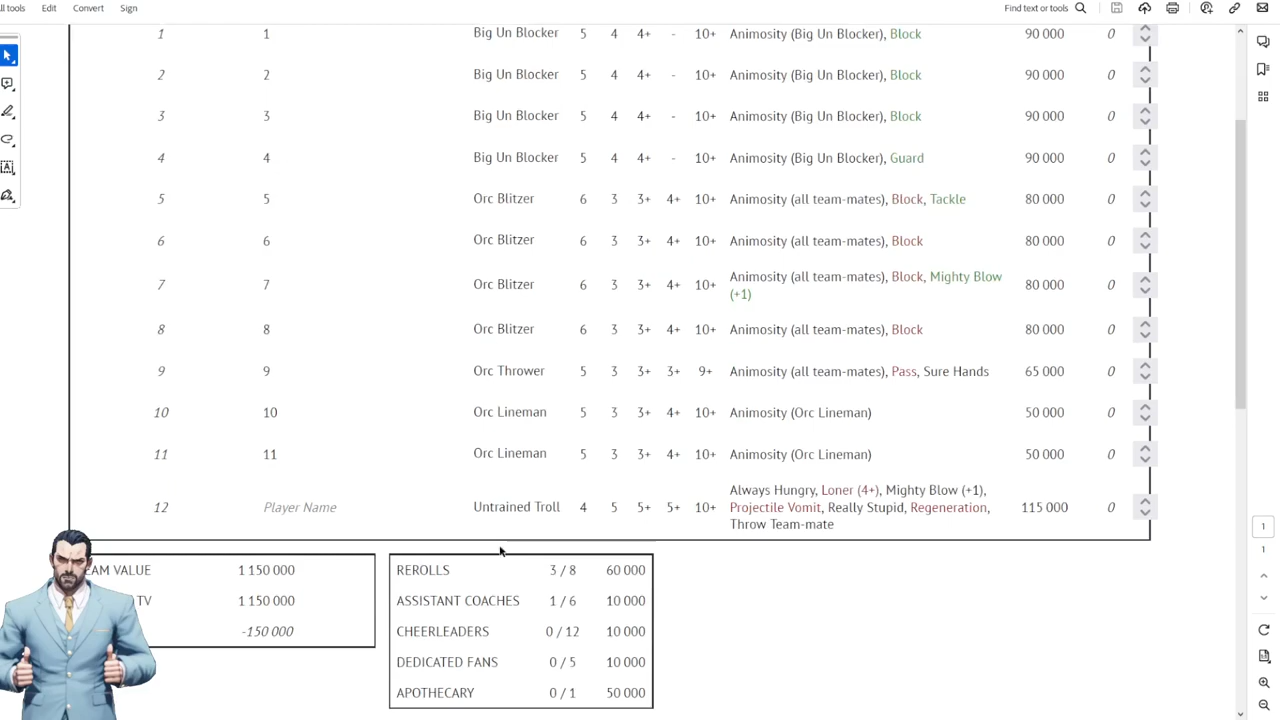 All tools Edit Convert Sign Find text or tools
1 1 Big Un Blocker 5 4 4+ - 10+ Animosity (Big Un Blocker), Block 90 000 0
2 2 Big Un Blocker 5 4 4+ - 10+ Animosity (Big Un Blocker), Block 90 000 0
3 3 Big Un Blocker 5 4 4+ - 10+ Animosity (Big Un Blocker), Block 90 000 0
4 4 Big Un Blocker 5 4 4+ - 10+ Animosity (Big Un Blocker), Guard 90 000 0
5 5 Orc Blitzer 6 3 3+ 4+ 10+ Animosity (all team-mates), Block, Tackle 80 000 0
6 6 Orc Blitzer 6 3 3+ 4+ 10+ Animosity (all team-mates), Block 80 000 0
7 7 Orc Blitzer 6 3 3+ 4+ 10+ Animosity (all team-mates), Block, Mighty Blow 80 000 0
(+1)
8 8 Orc Blitzer 6 3 3+ 4+ 10+ Animosity (all team-mates), Block 80 000 0
9 9 Orc Thrower 5 3 3+ 3+ 9+ Animosity (all team-mates), Pass, Sure Hands 65 000 0
10 10 Orc Lineman 5 3 3+ 4+ 10+ Animosity (Orc Lineman) 50 000 0
11 11 Orc Lineman 5 3 3+ 4+ 10+ Animosity (Orc Lineman) 50 000 0
Always Hungry, Loner (4+), Mighty Blow (+1),
12 Player Name Untrained Troll 4 5 5+ 5+ 10+ Projectile Vomit, Really Stupid, Regeneration, 115 000 0
Throw Team-mate
EAM VALUE 1 150 000
TV 1 150 000
-150 000
REROLLS 3 / 8 60 000
ASSISTANT COACHES 1 / 6 10 000
CHEERLEADERS 0 / 12 10 000
DEDICATED FANS 0 / 5 10 000
APOTHECARY 0 / 1 50 000
1
1